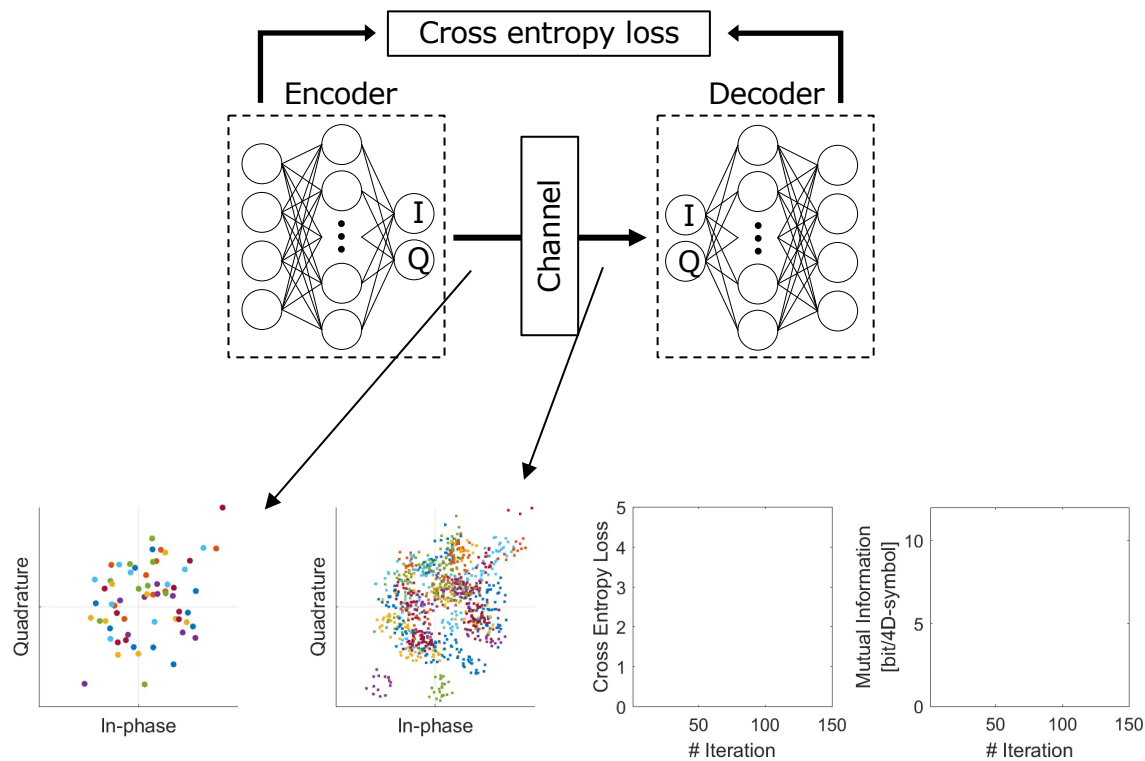 Cross entropy loss
Encoder
Decoder
I
Q
Channel
I
Q
Quadrature
In-phase
Quadrature
In-phase
Cross Entropy Loss
5
4
3
2
1
0
50 100 150
# Iteration
Mutual Information
[bit/4D-symbol]
10
5
0
50 100 150
# Iteration